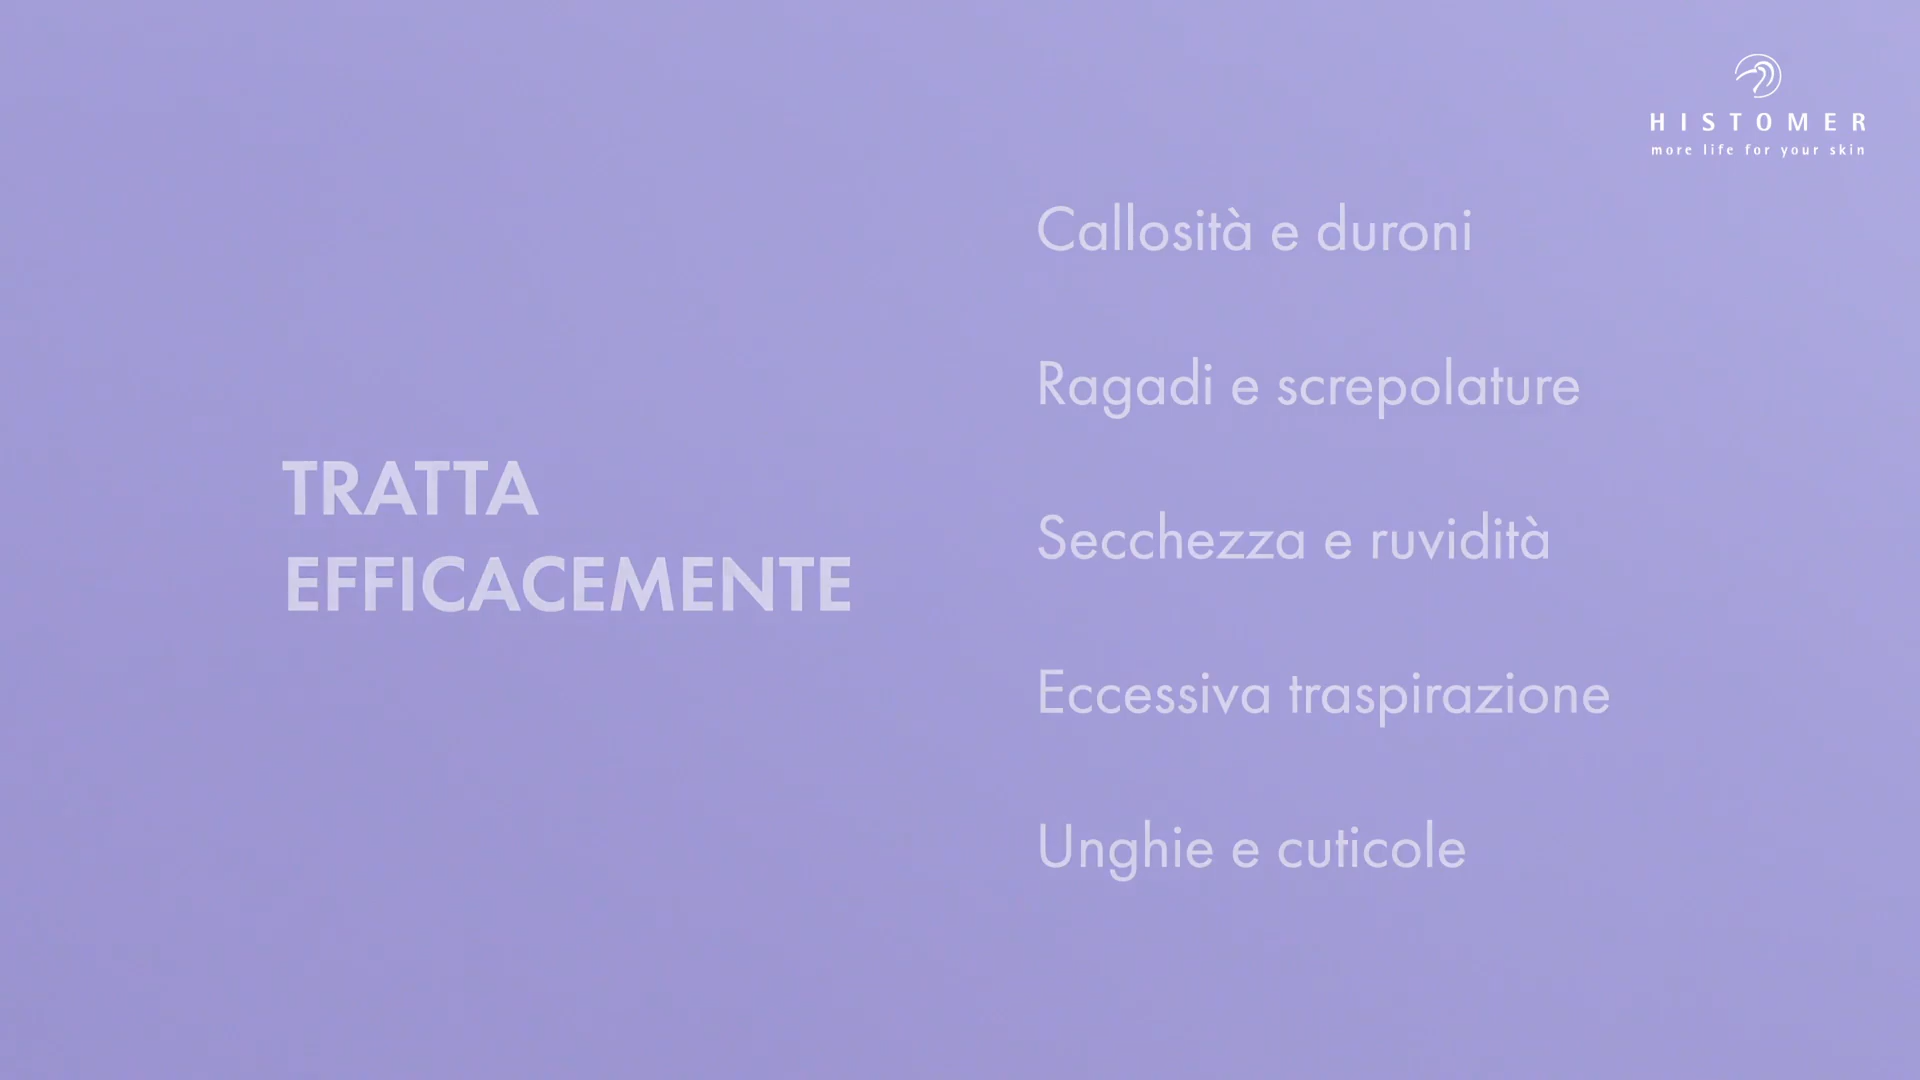 HISTOMER
more life for your skin
TRATTA
EFFICACEMENTE
Callosità e duroni
Ragadi e screpolature
Secchezza e ruvidità
Eccessiva traspirazione
Unghie e cuticole